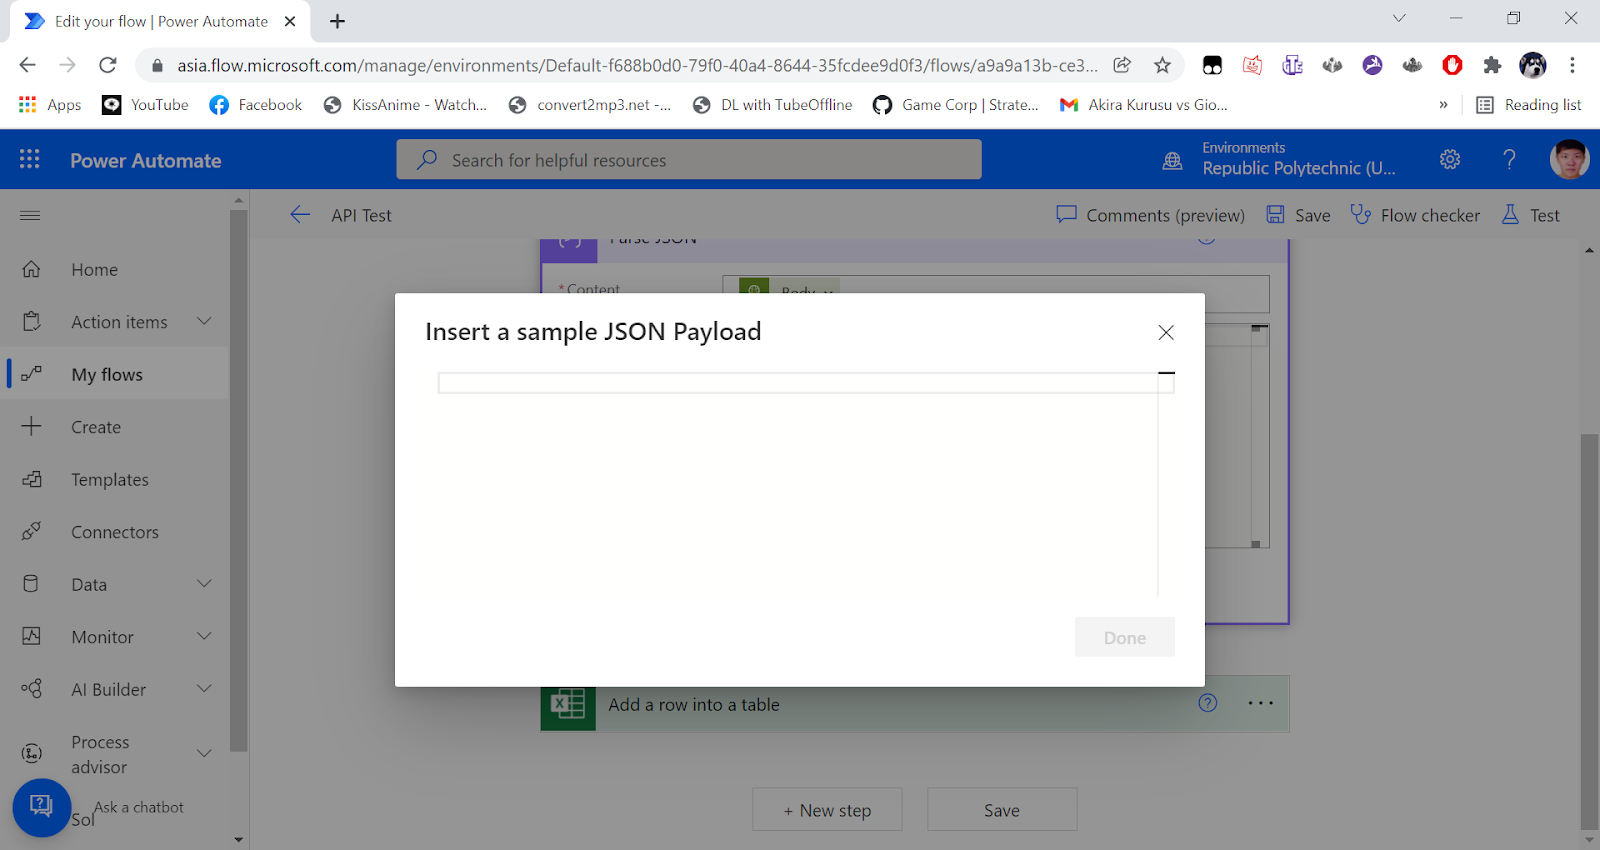 Edit your flow | Power Automate
asia.flow.microsoft.com/manage/environments/Default-f688b0d0-79f0-40a4-8644-35fcdee9d0f3/flows/a9a9a13b-ce3...
Apps
YouTube
Facebook
KissAnime - Watch...
convert2mp3.net -...
DL with TubeOffline
Game Corp | Strate...
Akira Kurusu vs Gio...
»
Reading list
Power Automate
Search for helpful resources
Environments
Republic Polytechnic (U...
API Test
Comments (preview)
Save
Flow checker
Test
Home
Action items
My flows
Create
Templates
Connectors
Data
Monitor
AI Builder
Process
advisor
Sol
Ask a chatbot
Parse JSON
* Content
Body
Insert a sample JSON Payload
Done
Add a row into a table
+ New step
Save